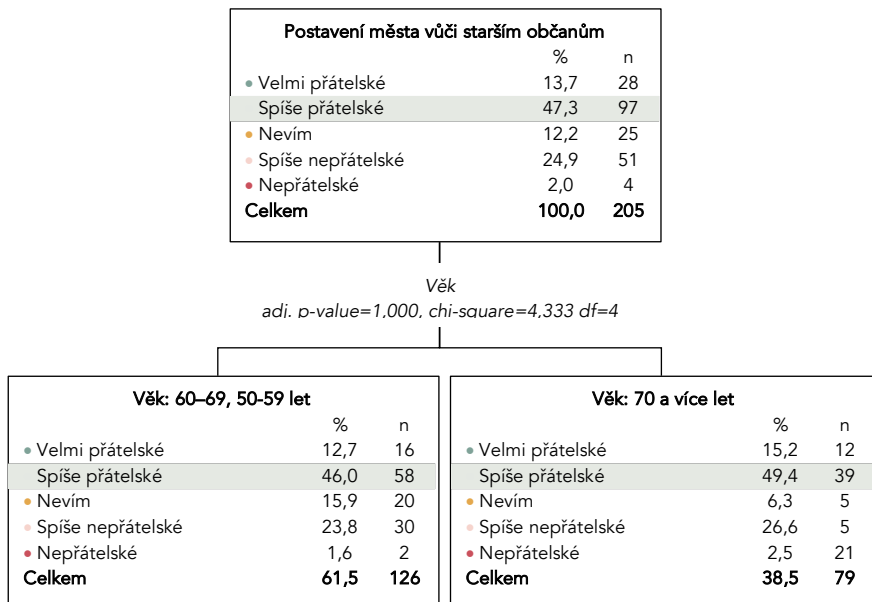 Postavení města vůči starším občanům
% n
• Velmi přátelské 13,7 28
Spíše přátelské 47,3 97
• Nevím 12,2 25
• Spíše nepřátelské 24,9 51
• Nepřátelské 2,0 4
Celkem 100,0 205
Věk
adj. p-value=1,000, chi-square=4,333 df=4
Věk: 60–69, 50-59 let
% n
• Velmi přátelské 12,7 16
Spíše přátelské 46,0 58
• Nevím 15,9 20
• Spíše nepřátelské 23,8 30
• Nepřátelské 1,6 2
Celkem 61,5 126
Věk: 70 a více let
% n
• Velmi přátelské 15,2 12
Spíše přátelské 49,4 39
• Nevím 6,3 5
• Spíše nepřátelské 26,6 5
• Nepřátelské 2,5 21
Celkem 38,5 79